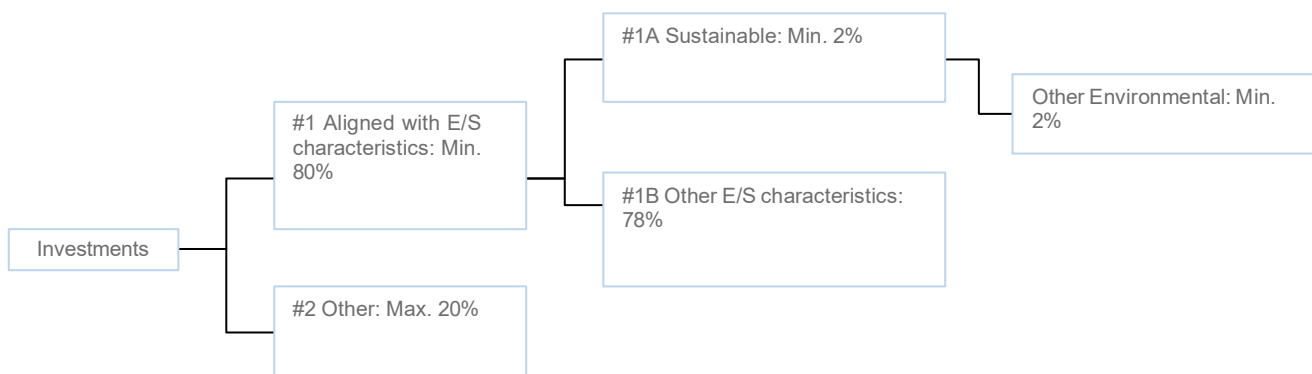 #1A Sustainable: Min. 2%
Other Environmental: Min.
2%
#1 Aligned with E/S
characteristics: Min.
80%
#1B Other E/S characteristics:
78%
Investments
#2 Other: Max. 20%